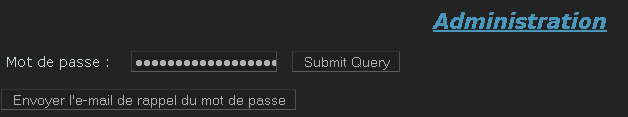 Administration
Mot de passe : ●●●●●●●●●●●●●●●●●● Submit Query
Envoyer l'e-mail de rappel du mot de passe